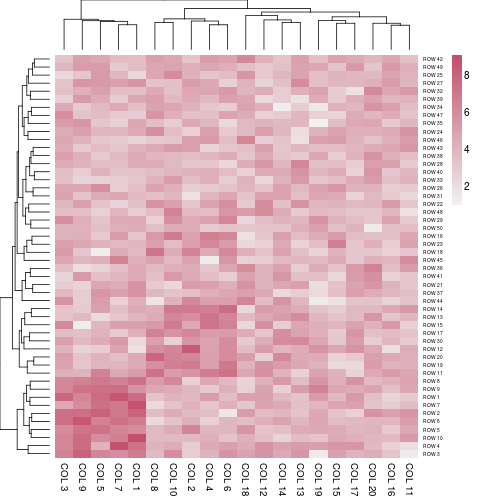 ROW 42
ROW 49
ROW 25
ROW 27
ROW 32
ROW 39
ROW 34
ROW 47
ROW 35
ROW 24
ROW 46
ROW 43
ROW 38
ROW 28
ROW 40
ROW 33
ROW 26
ROW 31
ROW 22
ROW 48
ROW 29
ROW 50
ROW 16
ROW 23
ROW 18
ROW 45
ROW 36
ROW 41
ROW 21
ROW 37
ROW 44
ROW 14
ROW 13
ROW 15
ROW 17
ROW 30
ROW 12
ROW 20
ROW 19
ROW 11
ROW 8
ROW 9
ROW 1
ROW 7
ROW 2
ROW 6
ROW 5
ROW 10
ROW 4
ROW 3
8
6
4
2
COL 3
COL 9
COL 5
COL 7
COL 1
COL 8
COL 10
COL 2
COL 4
COL 6
COL 18
COL 12
COL 14
COL 13
COL 19
COL 15
COL 17
COL 20
COL 16
COL 11